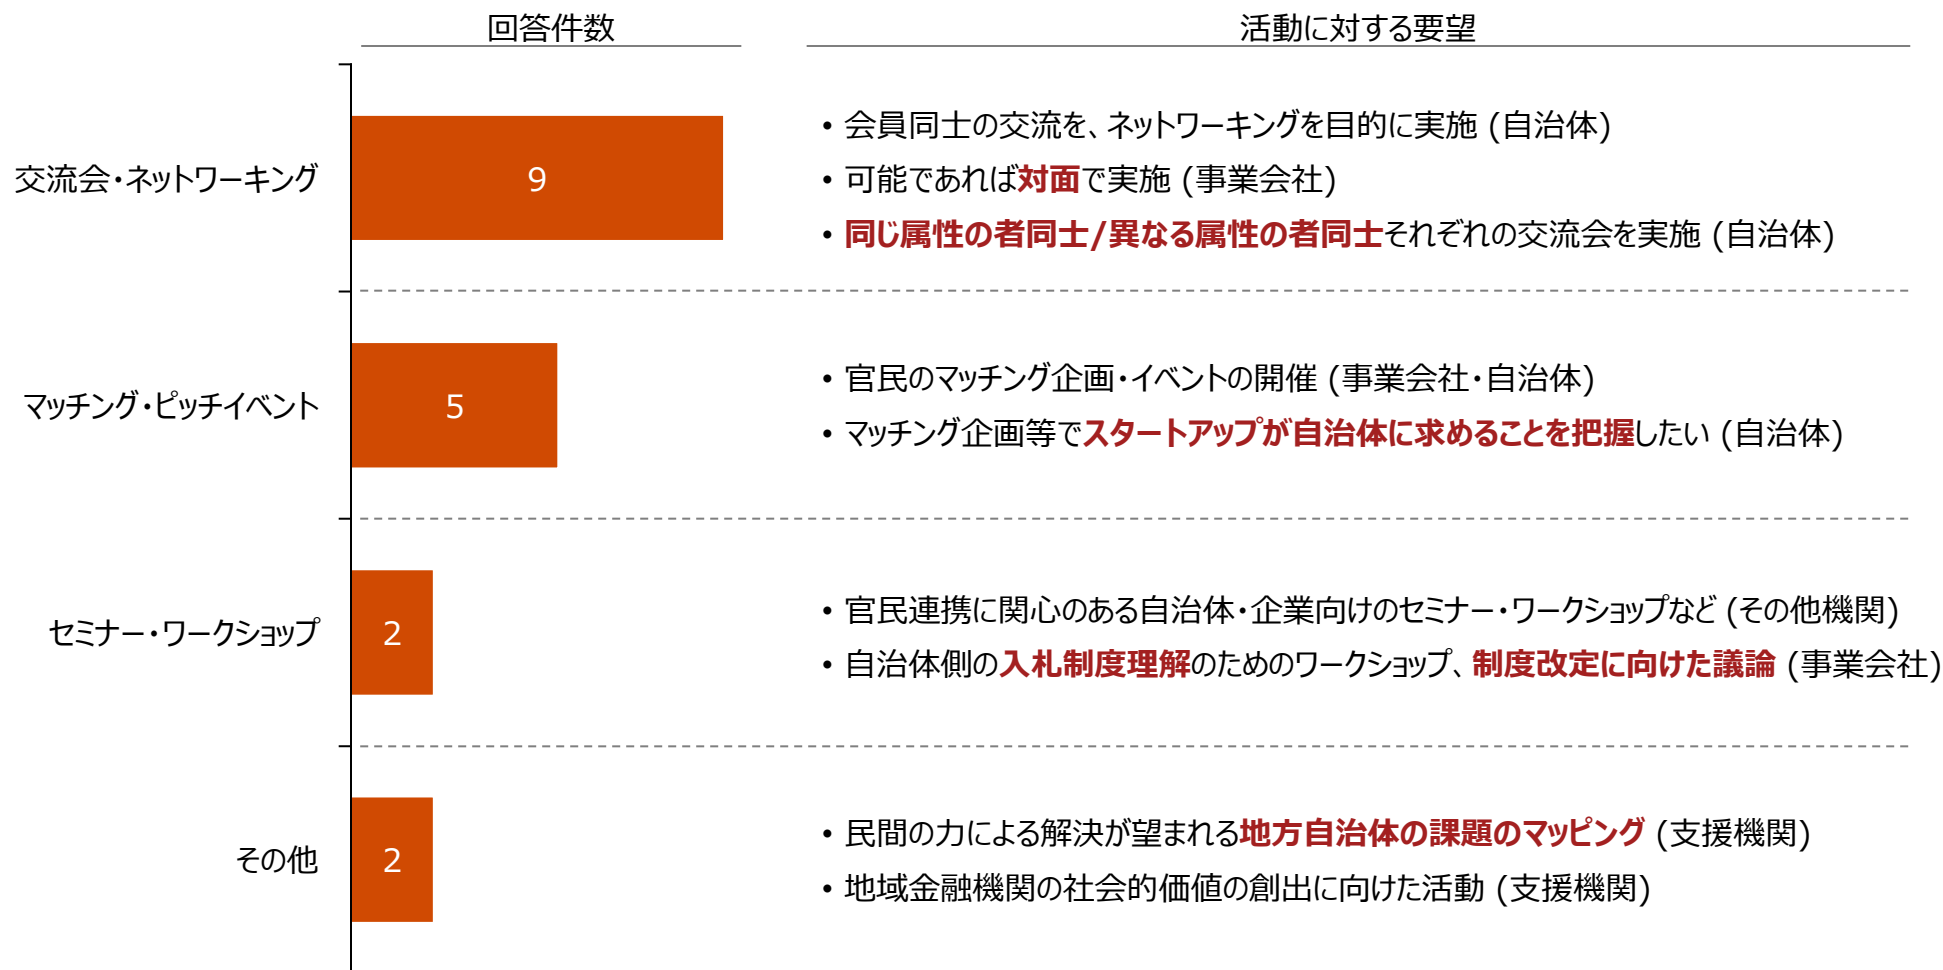 回答件数
活動に対する要望
交流会・ネットワーキング
9
• 会員同士の交流を、ネットワーキングを目的に実施 (自治体)
• 可能であれば対面で実施 (事業会社)
• 同じ属性の者同士/異なる属性の者同士それぞれの交流会を実施 (自治体)
マッチング・ピッチイベント
5
• 官民のマッチング企画・イベントの開催 (事業会社・自治体)
• マッチング企画等でスタートアップが自治体に求めることを把握したい (自治体)
セミナー・ワークショップ
2
• 官民連携に関心のある自治体・企業向けのセミナー・ワークショップなど (その他機関)
• 自治体側の入札制度理解のためのワークショップ、制度改定に向けた議論 (事業会社)
その他
2
• 民間の力による解決が望まれる地方自治体の課題のマッピング (支援機関)
• 地域金融機関の社会的価値の創出に向けた活動 (支援機関)